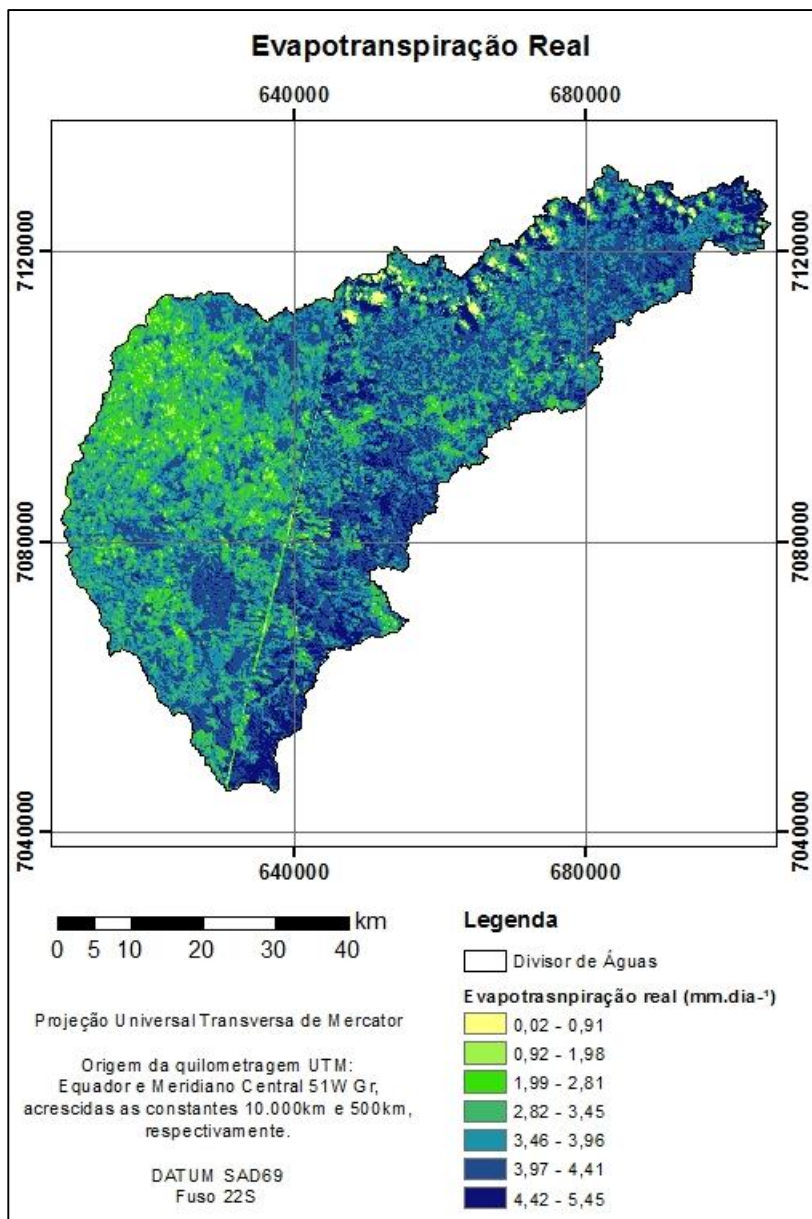 Evapotranspiração Real
640000 680000
7120000 7120000
7080000 7080000
7040000 7040000
640000 680000
km
0 5 10 20 30 40
Projeção Universal Transversa de Mercator
Origem da quilometragem UTM:
Equador e Meridiano Central 51W Gr,
acrescidas as constantes 10.000km e 500km,
respectivamente.
DATUM SAD69
Fuso 22S
Legenda
Divisor de Águas
Evapotrasnpiração real (mm.dia-¹)
0,02 - 0,91
0,92 - 1,98
1,99 - 2,81
2,82 - 3,45
3,46 - 3,96
3,97 - 4,41
4,42 - 5,45